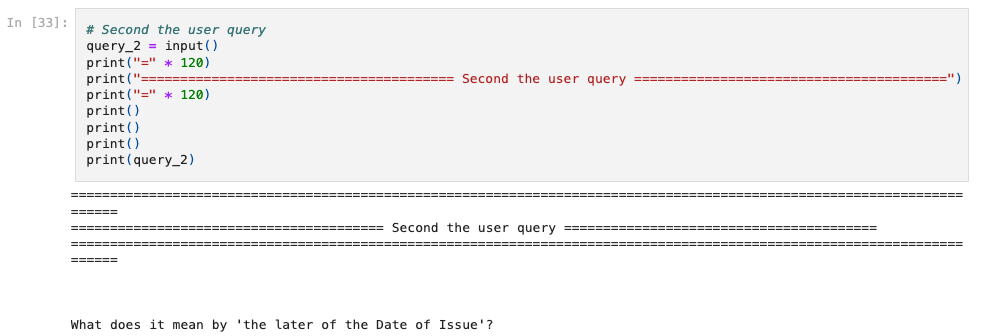 In [33]:
# Second the user query
query_2 = input()
print("=" * 120)
print("======================================== Second the user query ========================================")
print("=" * 120)
print()
print()
print()
print(query_2)
==================================================================================================================
======
======================================== Second the user query ========================================
==================================================================================================================
======
What does it mean by 'the later of the Date of Issue'?